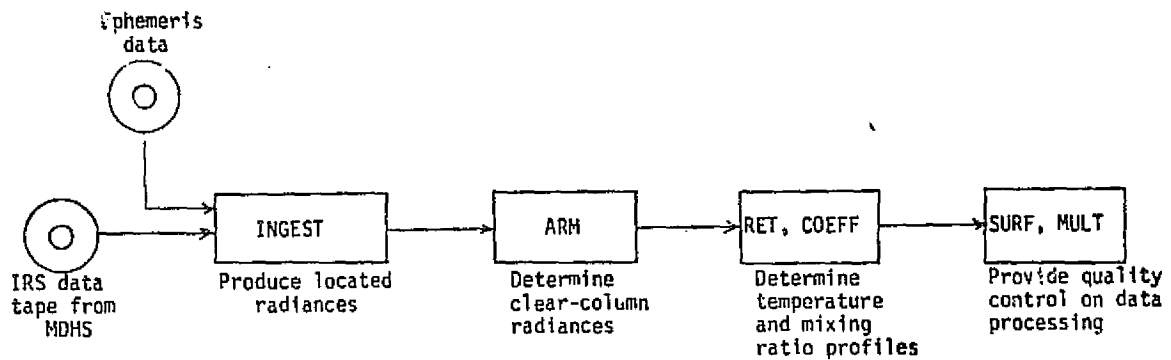 Ephemeris
data
INGEST
ARM
RET, COEFF
SURF, MULT
IRS data
tape from
MDHS
Produce located
radiances
Determine
clear-column
radiances
Determine
temperature
and mixing
ratio profiles
Provide quality
control on data
processing